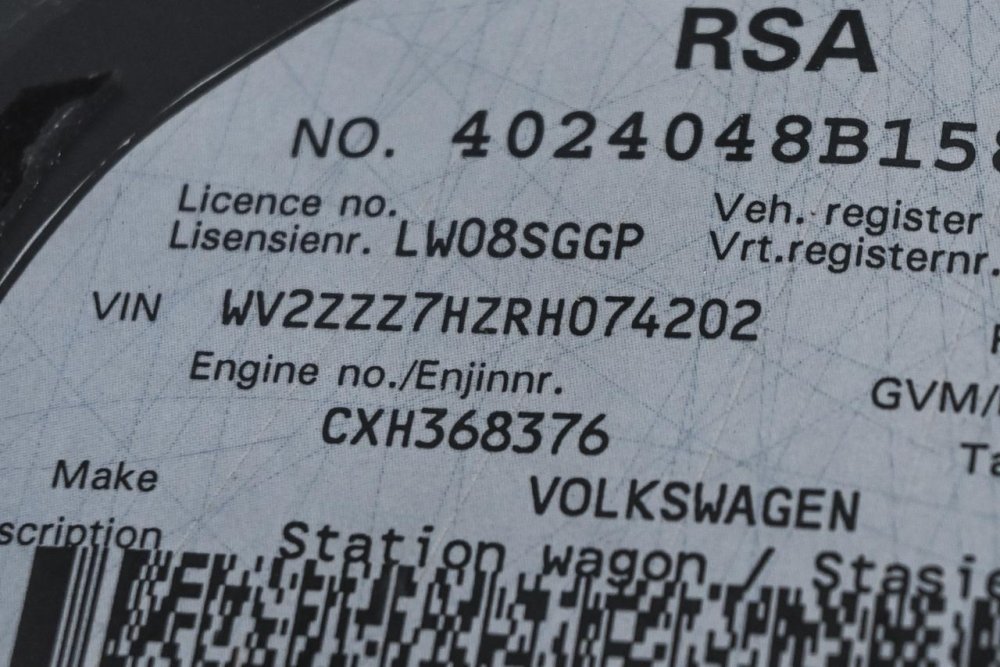 RSA
NO. 4024048B158
Licence no.
Lisensienr. LW08SGGP
Veh. register
Vrt.registernr.
VIN WV2ZZZ7HZRH074202
Engine no./Enjinnr.
GVM/
CXH368376
Make VOLKSWAGEN
scription Station wagon / Stasie